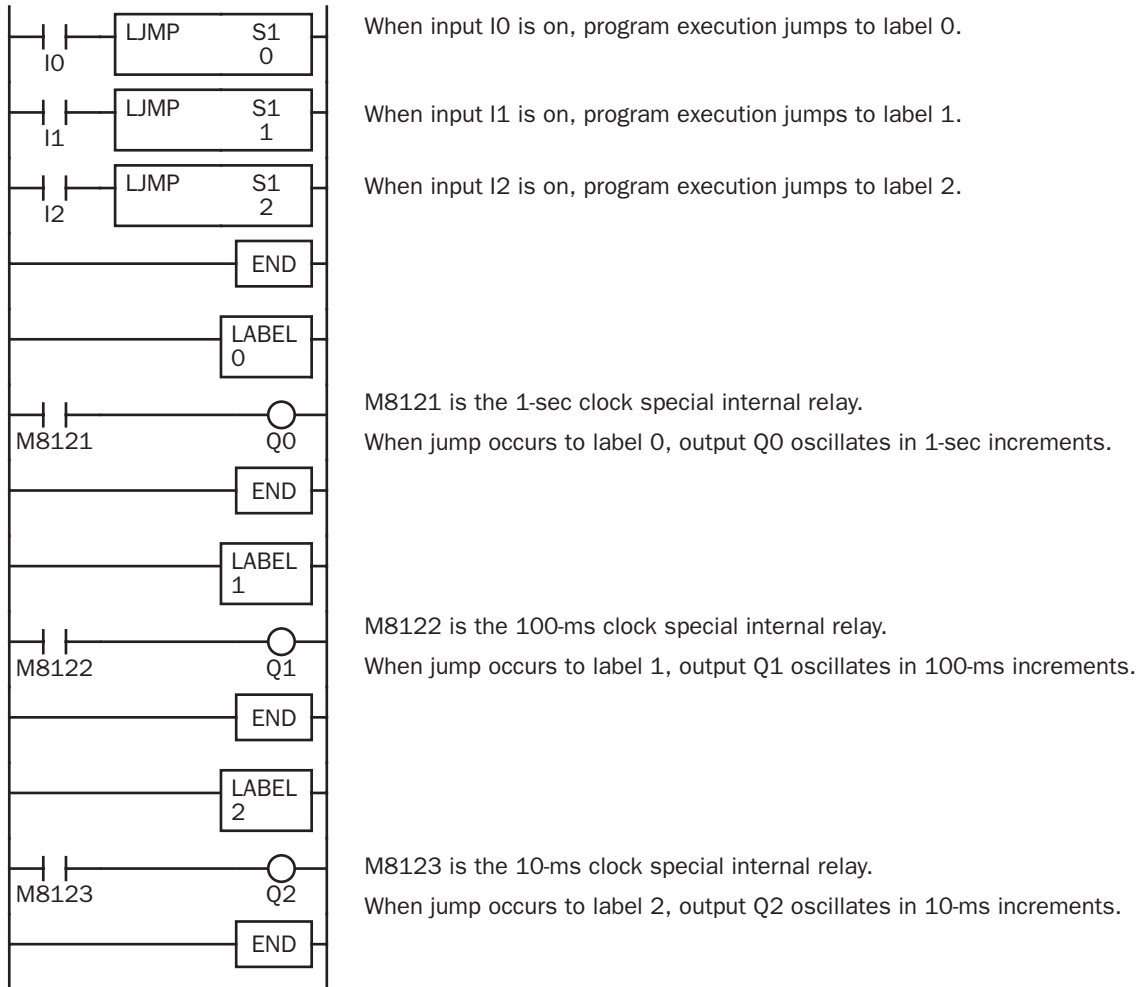 LJMP S1 When input I0 is on, program execution jumps to label 0.
I0 0
LJMP S1 When input I1 is on, program execution jumps to label 1.
I1 1
LJMP S1 When input I2 is on, program execution jumps to label 2.
I2 2
END
LABEL
0
M8121 is the 1-sec clock special internal relay.
M8121 Q0 When jump occurs to label 0, output Q0 oscillates in 1-sec increments.
END
LABEL
1
M8122 is the 100-ms clock special internal relay.
M8122 Q1 When jump occurs to label 1, output Q1 oscillates in 100-ms increments.
END
LABEL
2
M8123 is the 10-ms clock special internal relay.
M8123 Q2 When jump occurs to label 2, output Q2 oscillates in 10-ms increments.
END